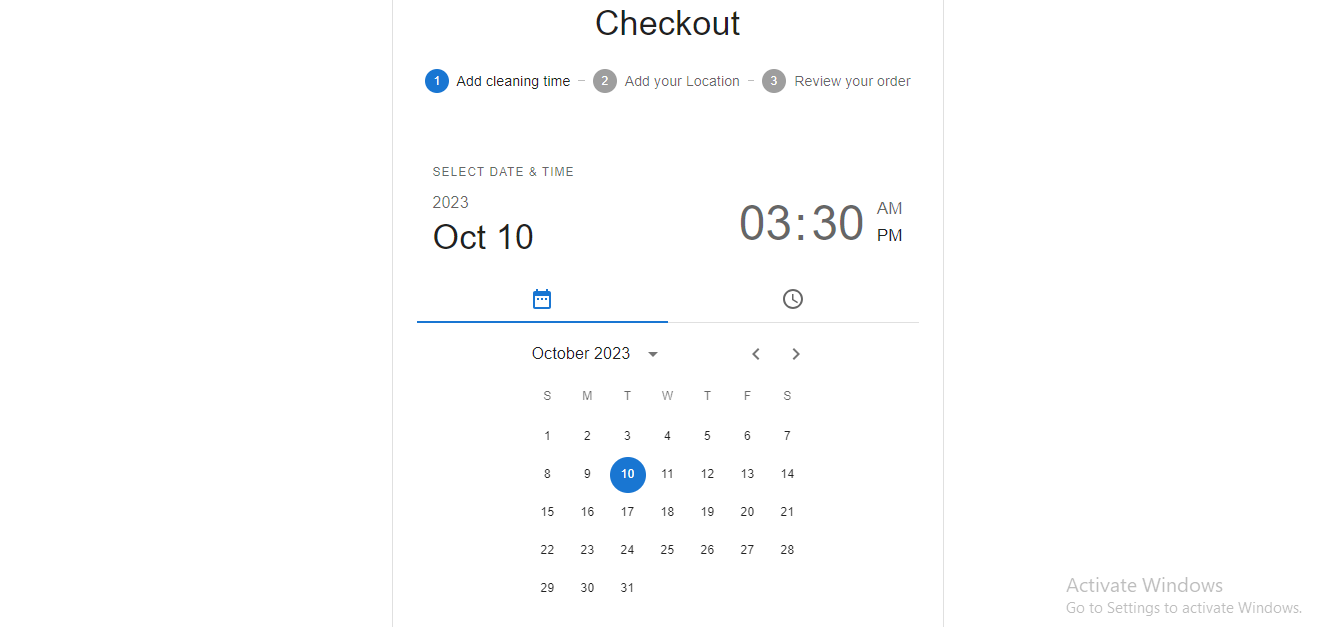 Checkout
1 Add cleaning time – 2 Add your Location – 3 Review your order
SELECT DATE & TIME
2023
Oct 10
03:30
AM
PM
October 2023
S M T W T F S
1 2 3 4 5 6 7
8 9 10 11 12 13 14
15 16 17 18 19 20 21
22 23 24 25 26 27 28
29 30 31
Activate Windows
Go to Settings to activate Windows.